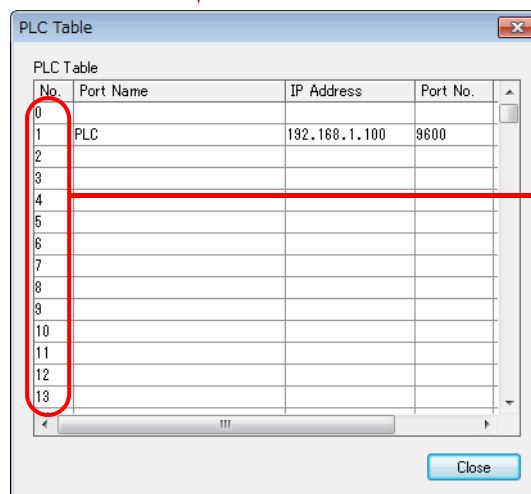 PLC Table
PLC Table
No. Port Name IP Address Port No.
0
1 PLC 192.168.1.100 9600
2
3
4
5
6
7
8
9
10
11
12
13
Close